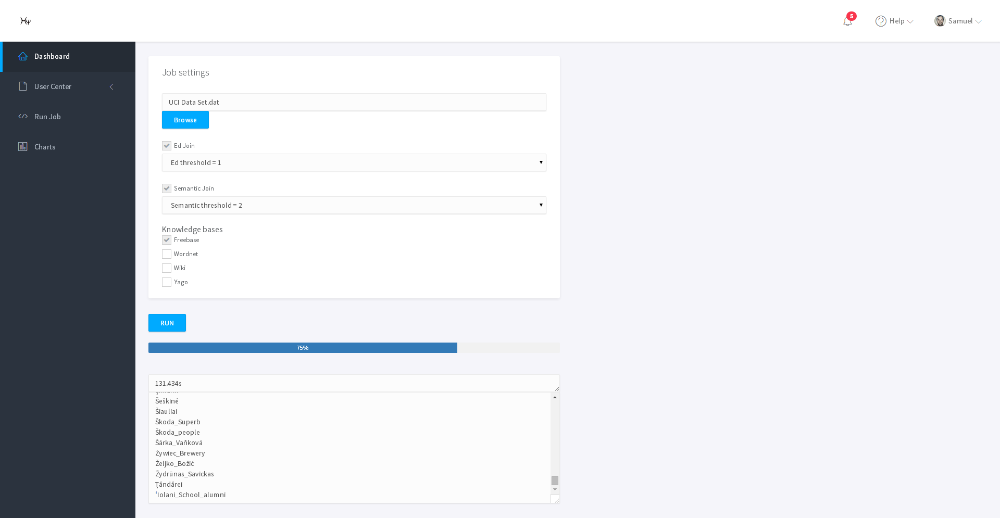 5
Help
Samuel
Dashboard
User Center
Run Job
Charts
Job settings
UCI Data Set.dat
Browse
Ed Join
Ed threshold = 1
Semantic Join
Semantic threshold = 2
Knowledge bases
Freebase
Wordnet
Wiki
Yago
RUN
75%
131.434s
Šeškinė
Šiauliai
Škoda_Superb
Škoda_people
Šárka_Vaňková
Żywiec_Brewery
Željko_Božić
Žydrūnas_Savickas
Țăndărei
ʻIolani_School_alumni